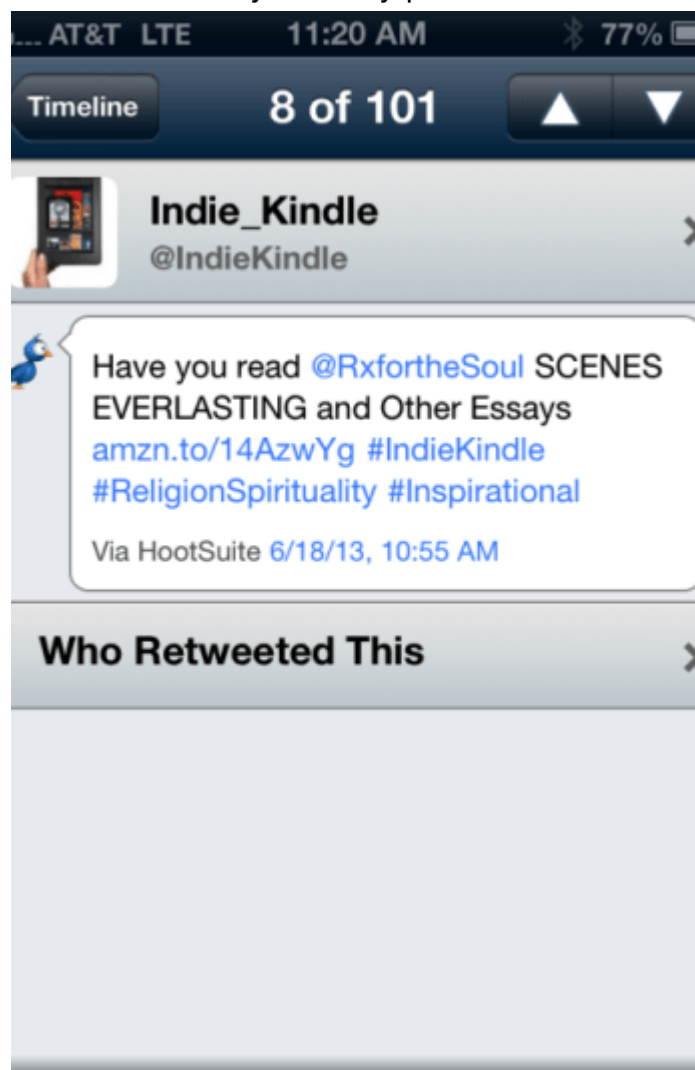 AT&T LTE 11:20 AM 77%
Timeline 8 of 101
Indie_Kindle
@IndieKindle
Have you read @RxfortheSoul SCENES
EVERLASTING and Other Essays
amzn.to/14AzwYg #IndieKindle
#ReligionSpirituality #Inspirational
Via HootSuite 6/18/13, 10:55 AM
Who Retweeted This